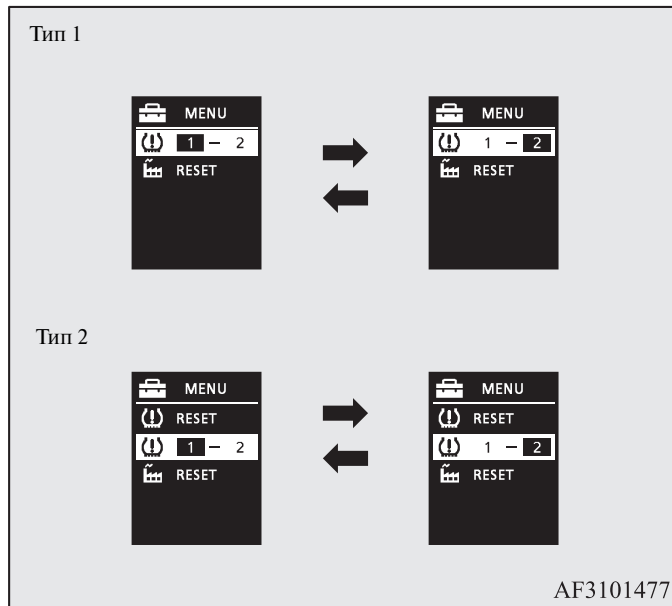 Тип 1
MENU MENU
1 – 2 1 – 2
RESET RESET
Тип 2
MENU MENU
RESET RESET
1 – 2 1 – 2
RESET RESET
AF3101477